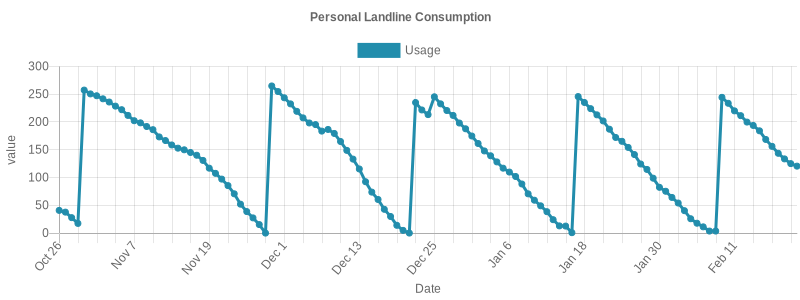 Personal Landline Consumption
Usage
300
250
200
150
100
50
0
value
Oct 26
Nov 7
Nov 19
Dec 1
Dec 13
Dec 25
Jan 6
Jan 18
Jan 30
Feb 11
Date